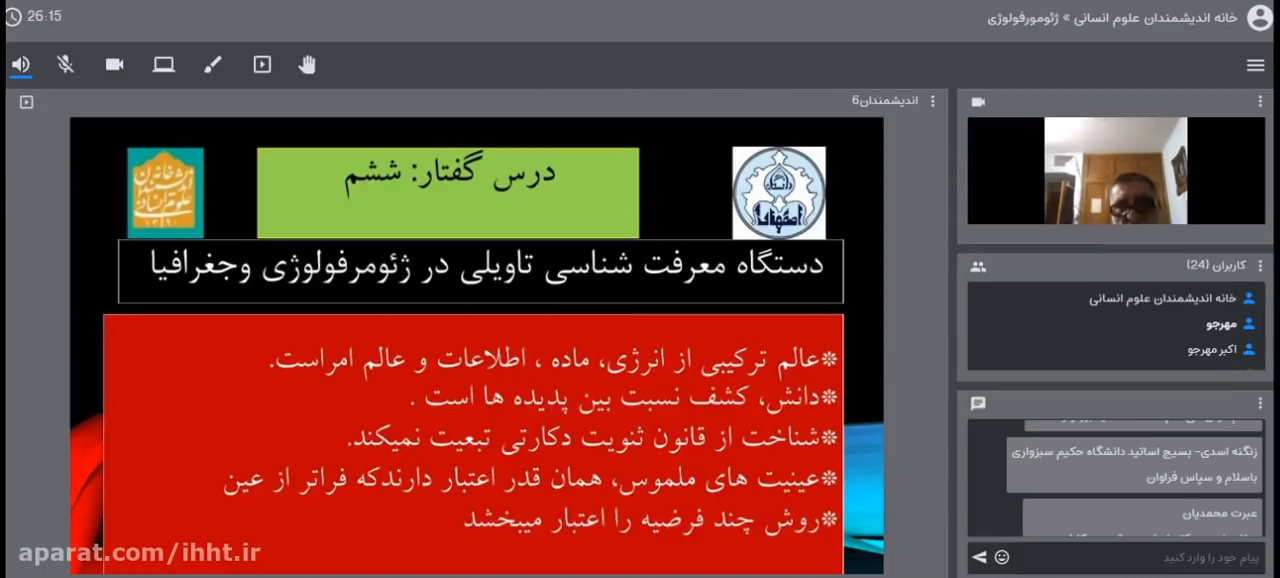 26:15
خانه اندیشمندان علوم انسانی » ژئومورفولوژی
اندیشمندان6
درس گفتار: ششم
دستگاه معرفت شناسی تاویلی در ژئومرفولوژی وجغرافیا
❊عالم ترکیبی از انرژی، ماده ، اطلاعات و عالم امراست.
❊دانش، کشف نسبت بین پدیده ها است .
❊شناخت از قانون ثنویت دکارتی تبعیت نمیکند.
❊عینیت های ملموس، همان قدر اعتبار دارندکه فراتر از عین
❊روش چند فرضیه را اعتبار میبخشد
کاربران (24)
خانه اندیشمندان علوم انسانی
مهرجو
اکبر مهرجو
زنگنه اسدی- بسیج اساتید دانشگاه حکیم سبزواری
باسلام و سپاس فراوان
عبرت محمدیان
پیام خود را وارد کنید
aparat.com/ihht.ir